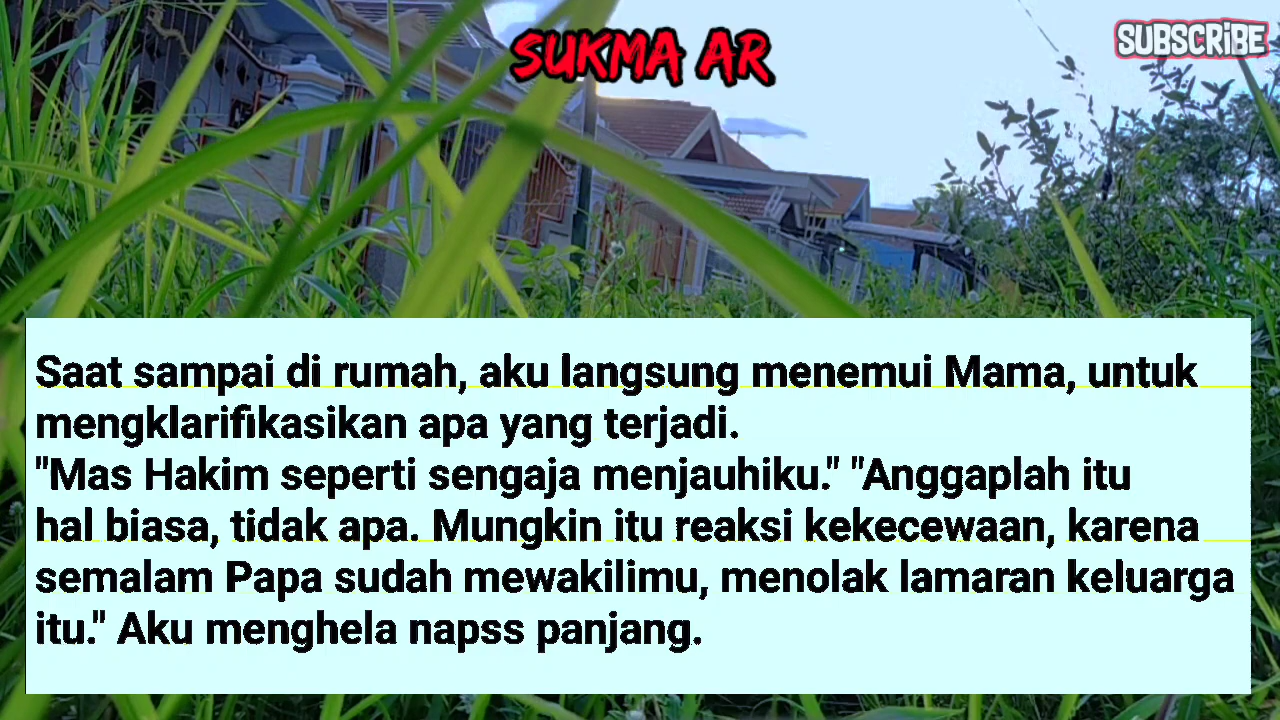 SUKMA AR
SUBSCRiBE
Saat sampai di rumah, aku langsung menemui Mama, untuk
mengklarifikasikan apa yang terjadi.
"Mas Hakim seperti sengaja menjauhiku." "Anggaplah itu
hal biasa, tidak apa. Mungkin itu reaksi kekecewaan, karena
semalam Papa sudah mewakilimu, menolak lamaran keluarga
itu." Aku menghela napss panjang.